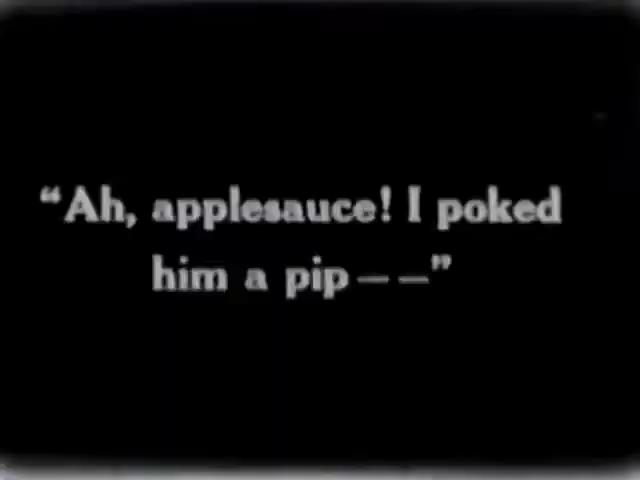 “Ah, applesauce! I poked
him a pip — —”